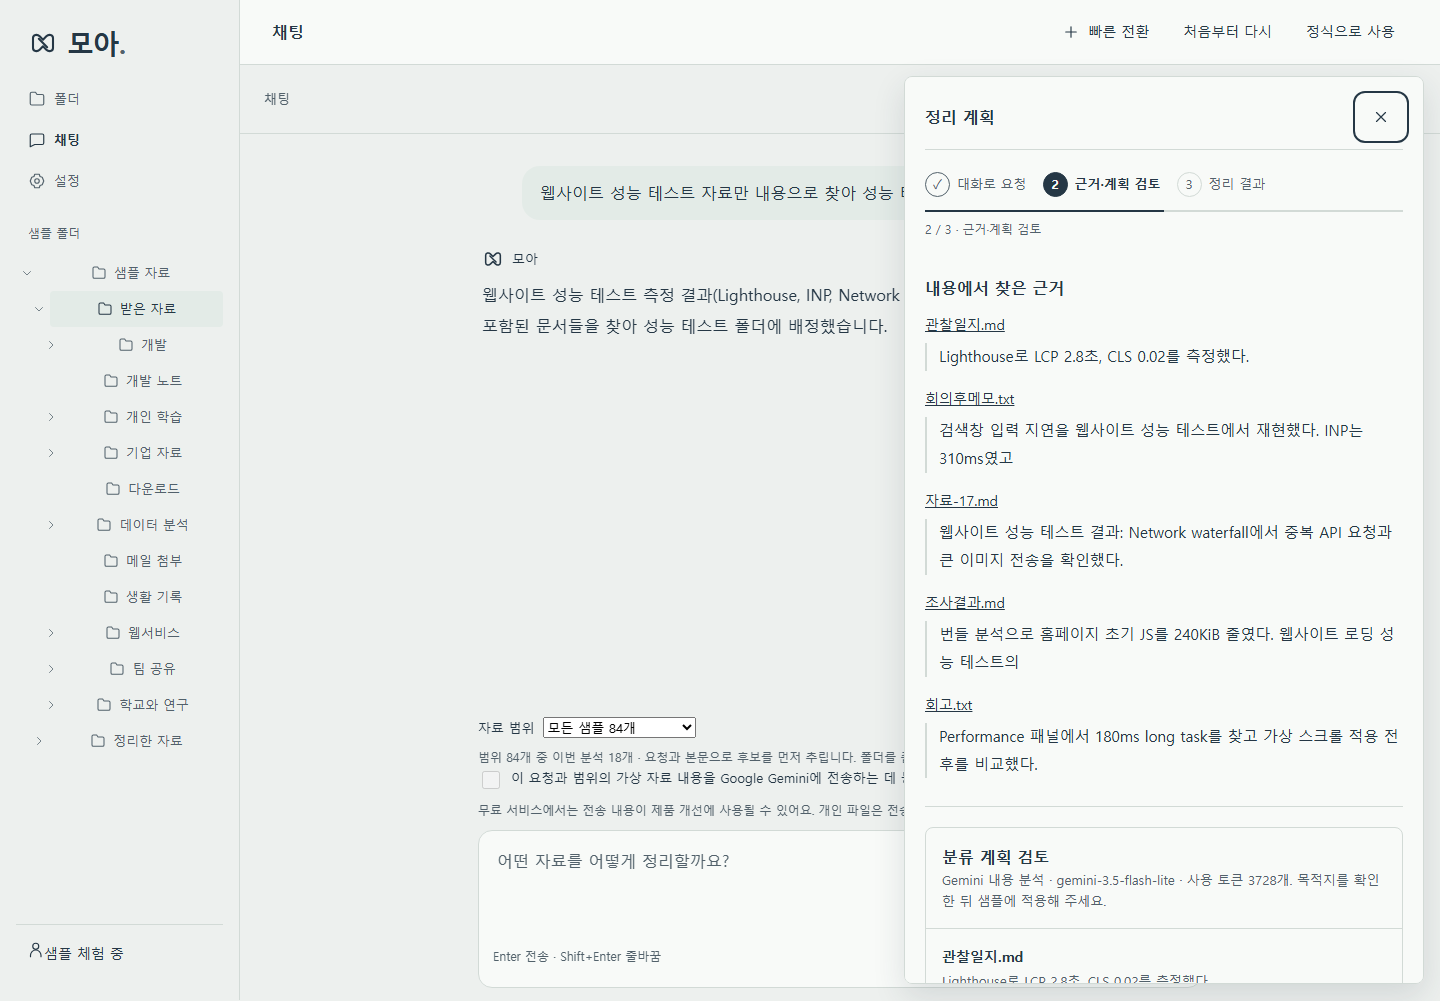 모아.
폴더
채팅
설정
샘플 폴더
샘플 자료
받은 자료
개발
개발 노트
개인 학습
기업 자료
다운로드
데이터 분석
메일 첨부
생활 기록
웹서비스
팀 공유
학교와 연구
정리한 자료
샘플 체험 중
채팅
빠른 전환
처음부터 다시
정식으로 사용
채팅
웹사이트 성능 테스트 자료만 내용으로 찾아 성능
모아
웹사이트 성능 테스트 측정 결과(Lighthouse, INP, Network
포함된 문서들을 찾아 성능 테스트 폴더에 배정했습니다.
자료 범위 모든 샘플 84개
범위 84개 중 이번 분석 18개 · 요청과 본문으로 후보를 먼저 추립니다. 폴더를
이 요청과 범위의 가상 자료 내용을 Google Gemini에 전송하는 데
무료 서비스에서는 전송 내용이 제품 개선에 사용될 수 있어요. 개인 파일은
어떤 자료를 어떻게 정리할까요?
Enter 전송 · Shift+Enter 줄바꿈
정리 계획
대화로 요청 2 근거·계획 검토 3 정리 결과
2 / 3 · 근거·계획 검토
내용에서 찾은 근거
관찰일지.md
Lighthouse로 LCP 2.8초, CLS 0.02를 측정했다.
회의후메모.txt
검색창 입력 지연을 웹사이트 성능 테스트에서 재현했다. INP는
310ms였고
자료-17.md
웹사이트 성능 테스트 결과: Network waterfall에서 중복 API 요청과
큰 이미지 전송을 확인했다.
조사결과.md
번들 분석으로 홈페이지 초기 JS를 240KiB 줄였다. 웹사이트 로딩 성
능 테스트의
회고.txt
Performance 패널에서 180ms long task를 찾고 가상 스크롤 적용 전
후를 비교했다.
분류 계획 검토
Gemini 내용 분석 · gemini-3.5-flash-lite · 사용 토큰 3728개. 목적지를 확인
한 뒤 샘플에 적용해 주세요.
관찰일지.md
Lighthouse로 LCP 2.8초, CLS 0.02를 측정했다.